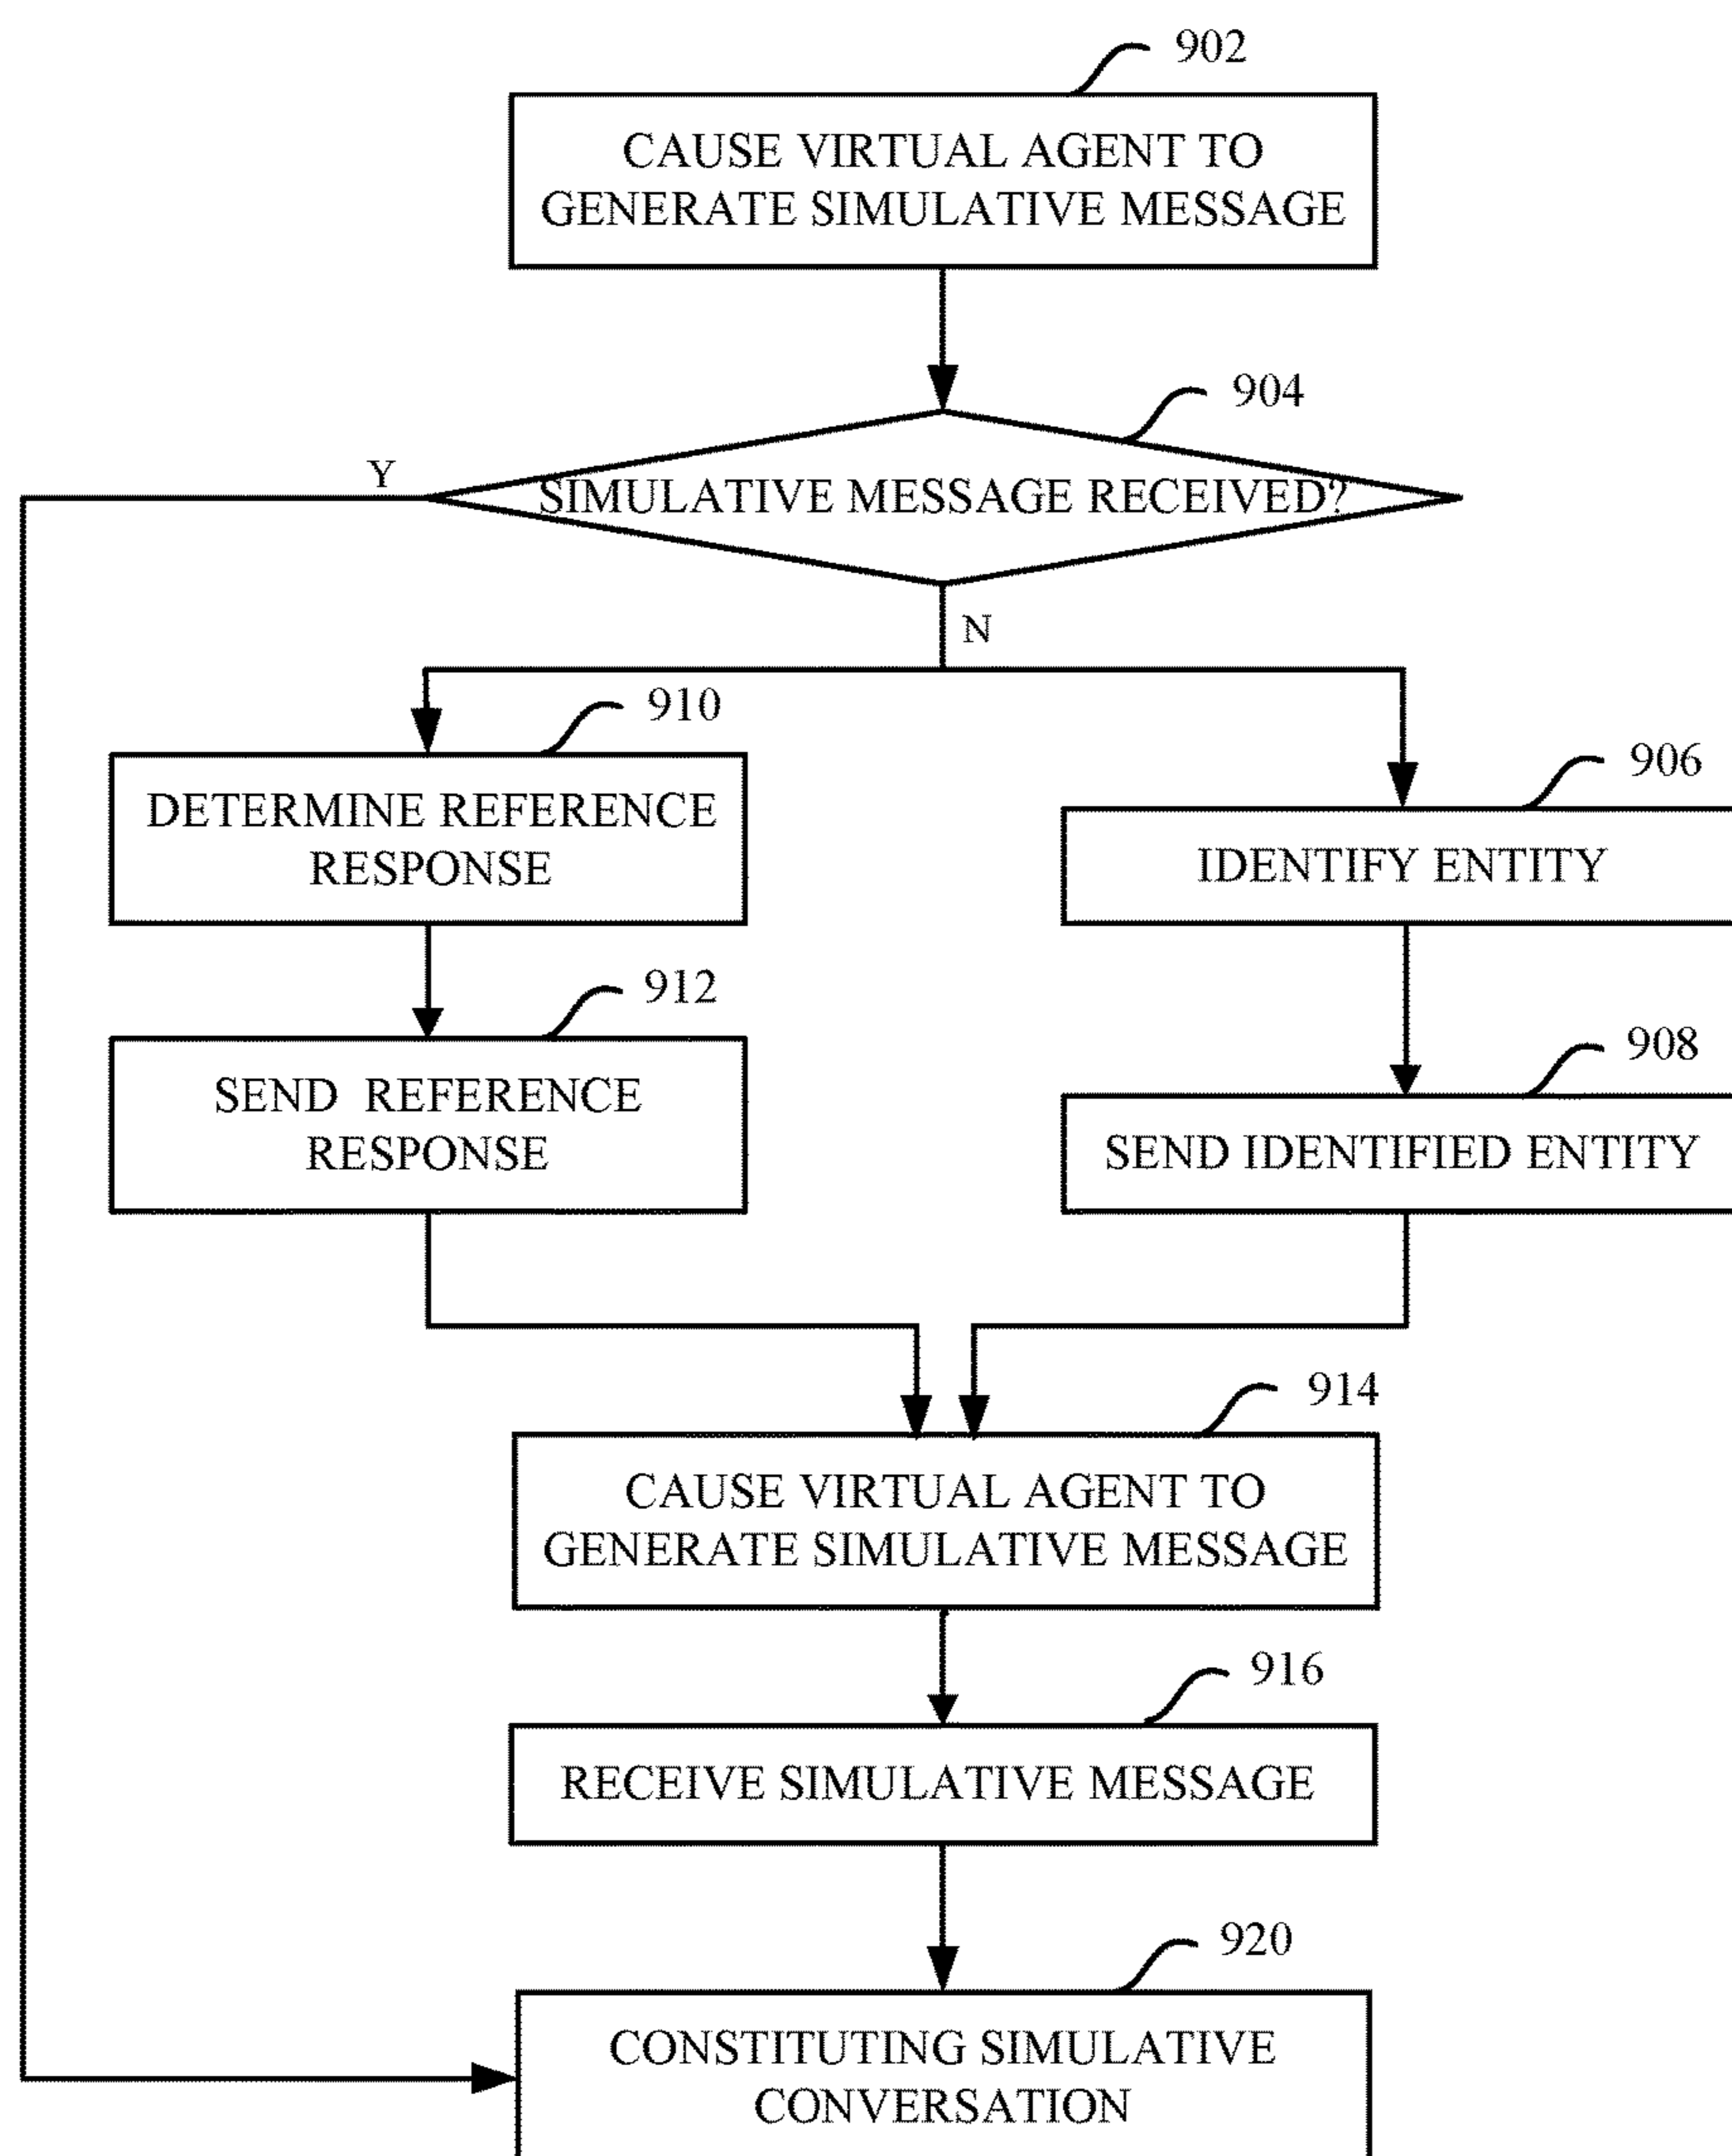 902
CAUSE VIRTUAL AGENT TO
GENERATE SIMULATIVE MESSAGE
904
Y
SIMULATIVE MESSAGE RECEIVED?
N
910
DETERMINE REFERENCE
RESPONSE
906
IDENTIFY ENTITY
912
SEND REFERENCE
RESPONSE
908
SEND IDENTIFIED ENTITY
914
CAUSE VIRTUAL AGENT TO
GENERATE SIMULATIVE MESSAGE
916
RECEIVE SIMULATIVE MESSAGE
920
CONSTITUTING SIMULATIVE
CONVERSATION